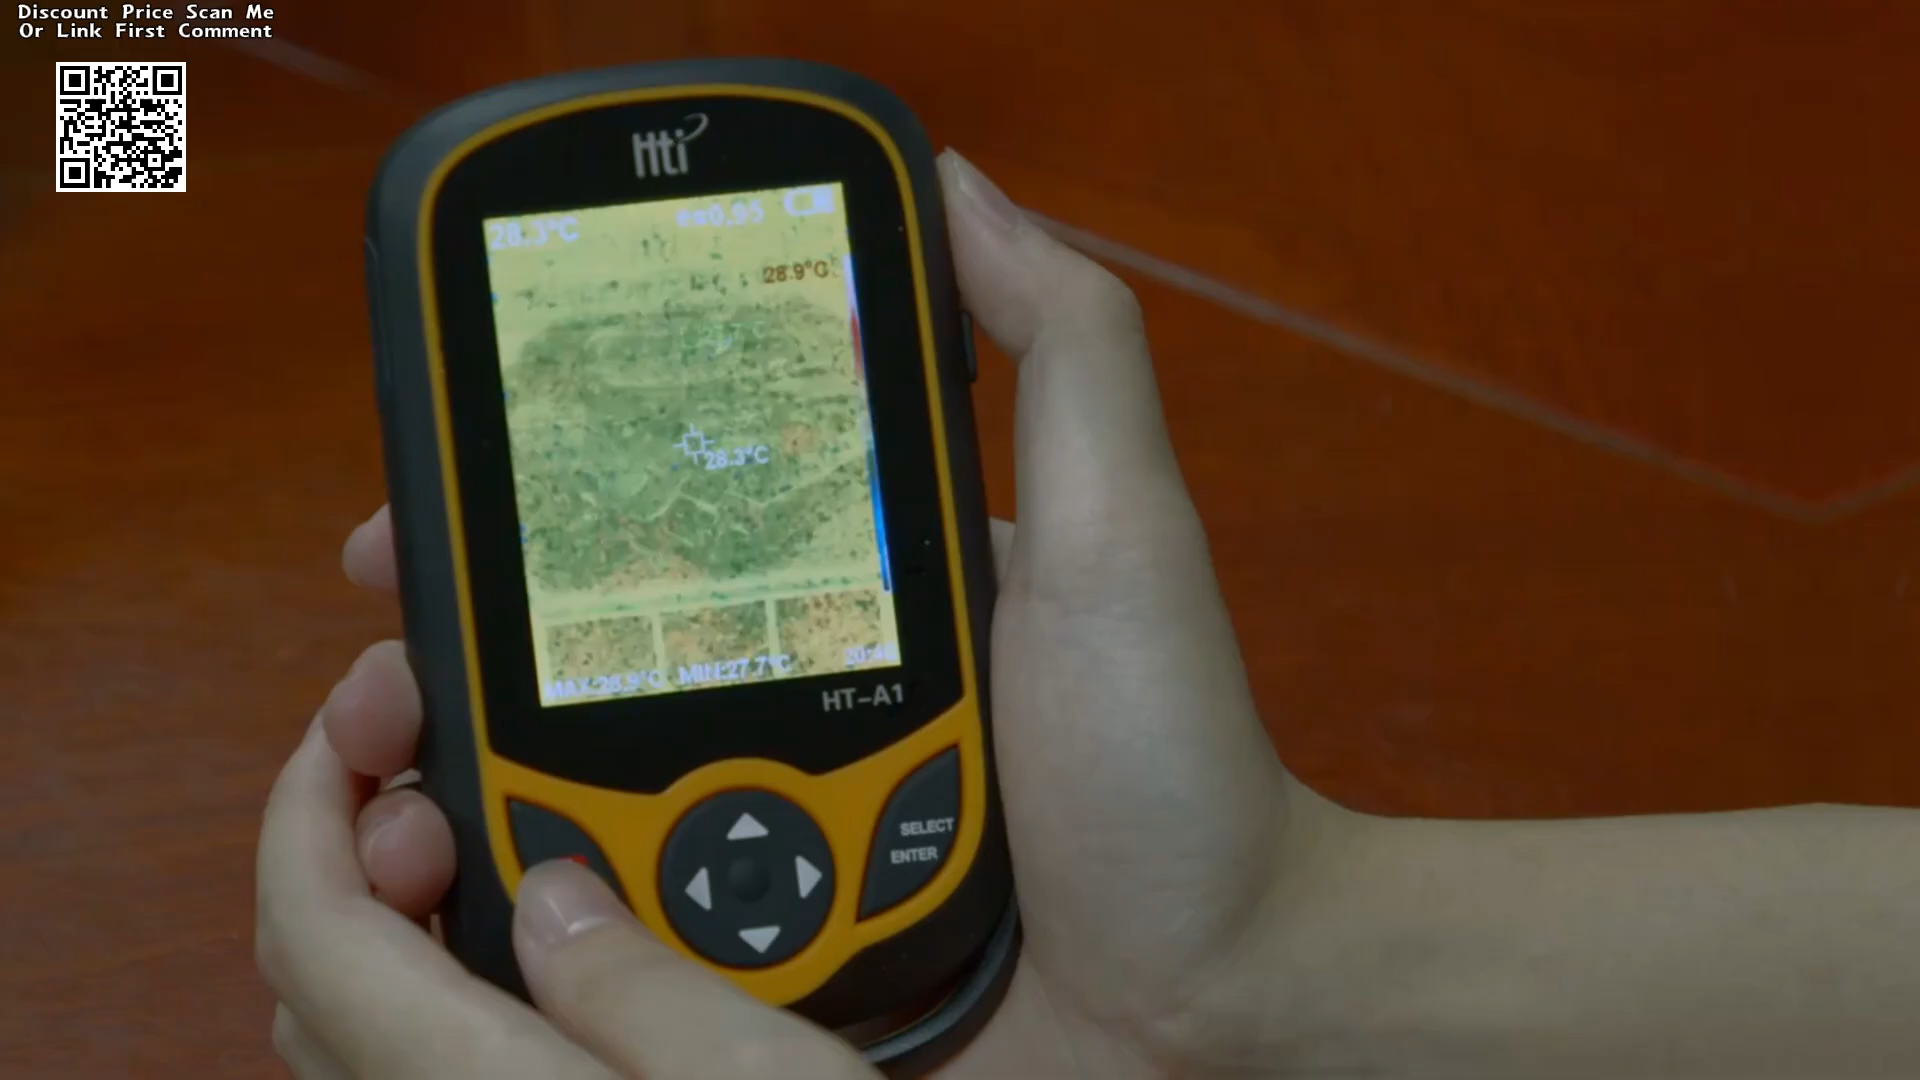 Discount Price Scan Me
Or Link First Comment
Hti
28.3°C
e=0.95
28.9°C
28.3°C
MAX:28.9°C MIN:27.7°C
HT-A1
SELECT
ENTER